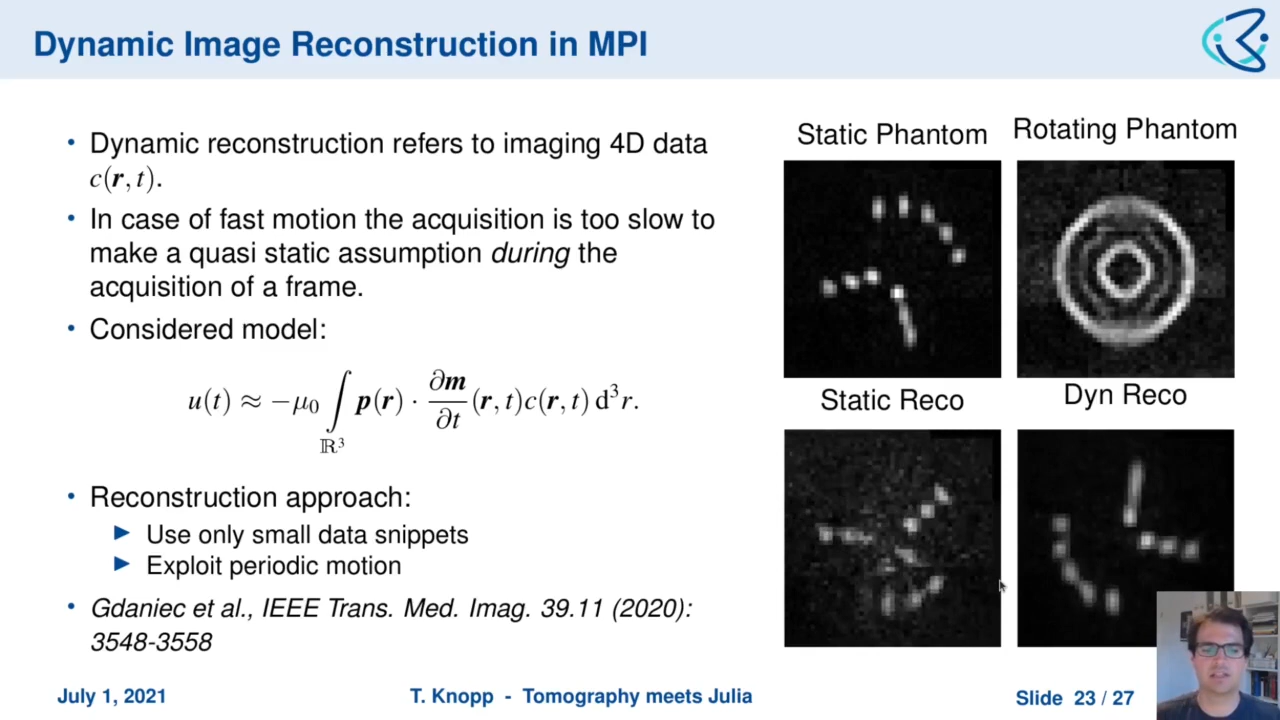 Dynamic Image Reconstruction in MPI
• Dynamic reconstruction refers to imaging 4D data
c(r, t).
• In case of fast motion the acquisition is too slow to
make a quasi static assumption during the
acquisition of a frame.
• Considered model:
u(t) ≈ −μ₀ ∫_{ℝ³} p(r) · ∂m/∂t (r, t)c(r, t) d³r.
• Reconstruction approach:
▶ Use only small data snippets
▶ Exploit periodic motion
• Gdaniec et al., IEEE Trans. Med. Imag. 39.11 (2020):
3548-3558
Static Phantom
Rotating Phantom
Static Reco
Dyn Reco
July 1, 2021
T. Knopp - Tomography meets Julia
Slide 23 / 27